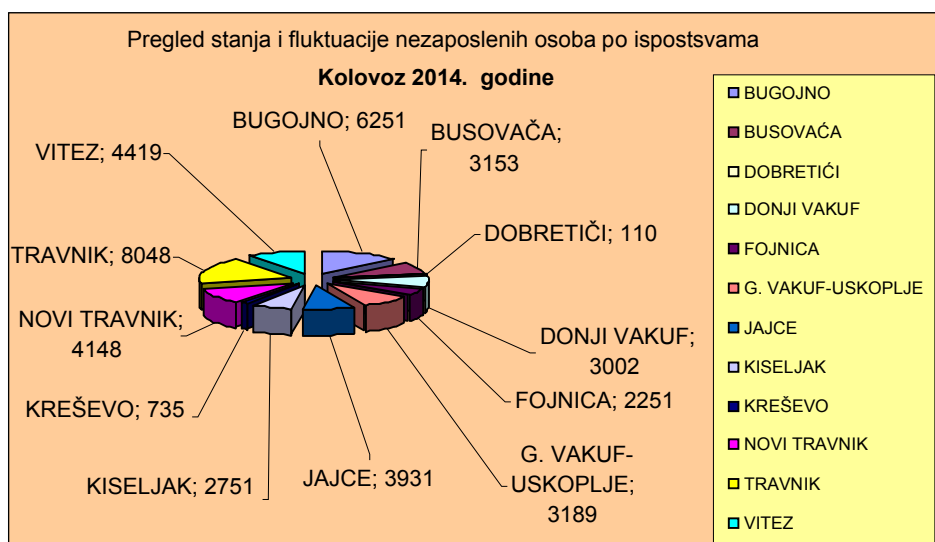 Pregled stanja i fluktuacije nezaposlenih osoba po ispostsvama
Kolovoz 2014. godine
BUGOJNO; 6251
BUSOVAČA;
3153
DOBRETIČI; 110
DONJI VAKUF;
3002
FOJNICA; 2251
G. VAKUF-
USKOPLJE;
3189
JAJCE; 3931
KISELJAK; 2751
KREŠEVO; 735
NOVI TRAVNIK;
4148
TRAVNIK; 8048
VITEZ; 4419
BUGOJNO
BUSOVAĆA
DOBRETIĆI
DONJI VAKUF
FOJNICA
G. VAKUF-USKOPLJE
JAJCE
KISELJAK
KREŠEVO
NOVI TRAVNIK
TRAVNIK
VITEZ